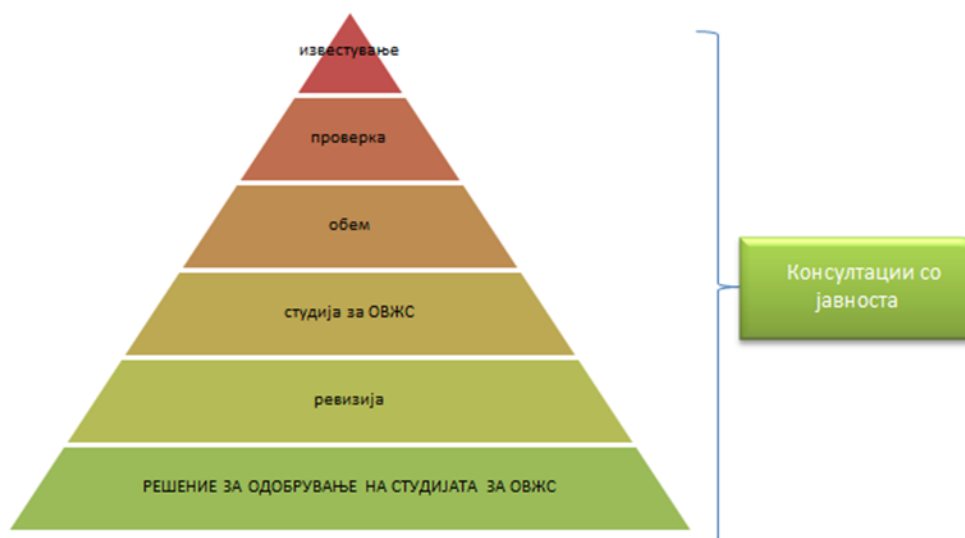 известување
проверка
обем
студија за ОВЖС
ревизија
РЕШЕНИЕ ЗА ОДОБРУВАЊЕ НА СТУДИЈАТА ЗА ОВЖС
Консултации со
јавноста